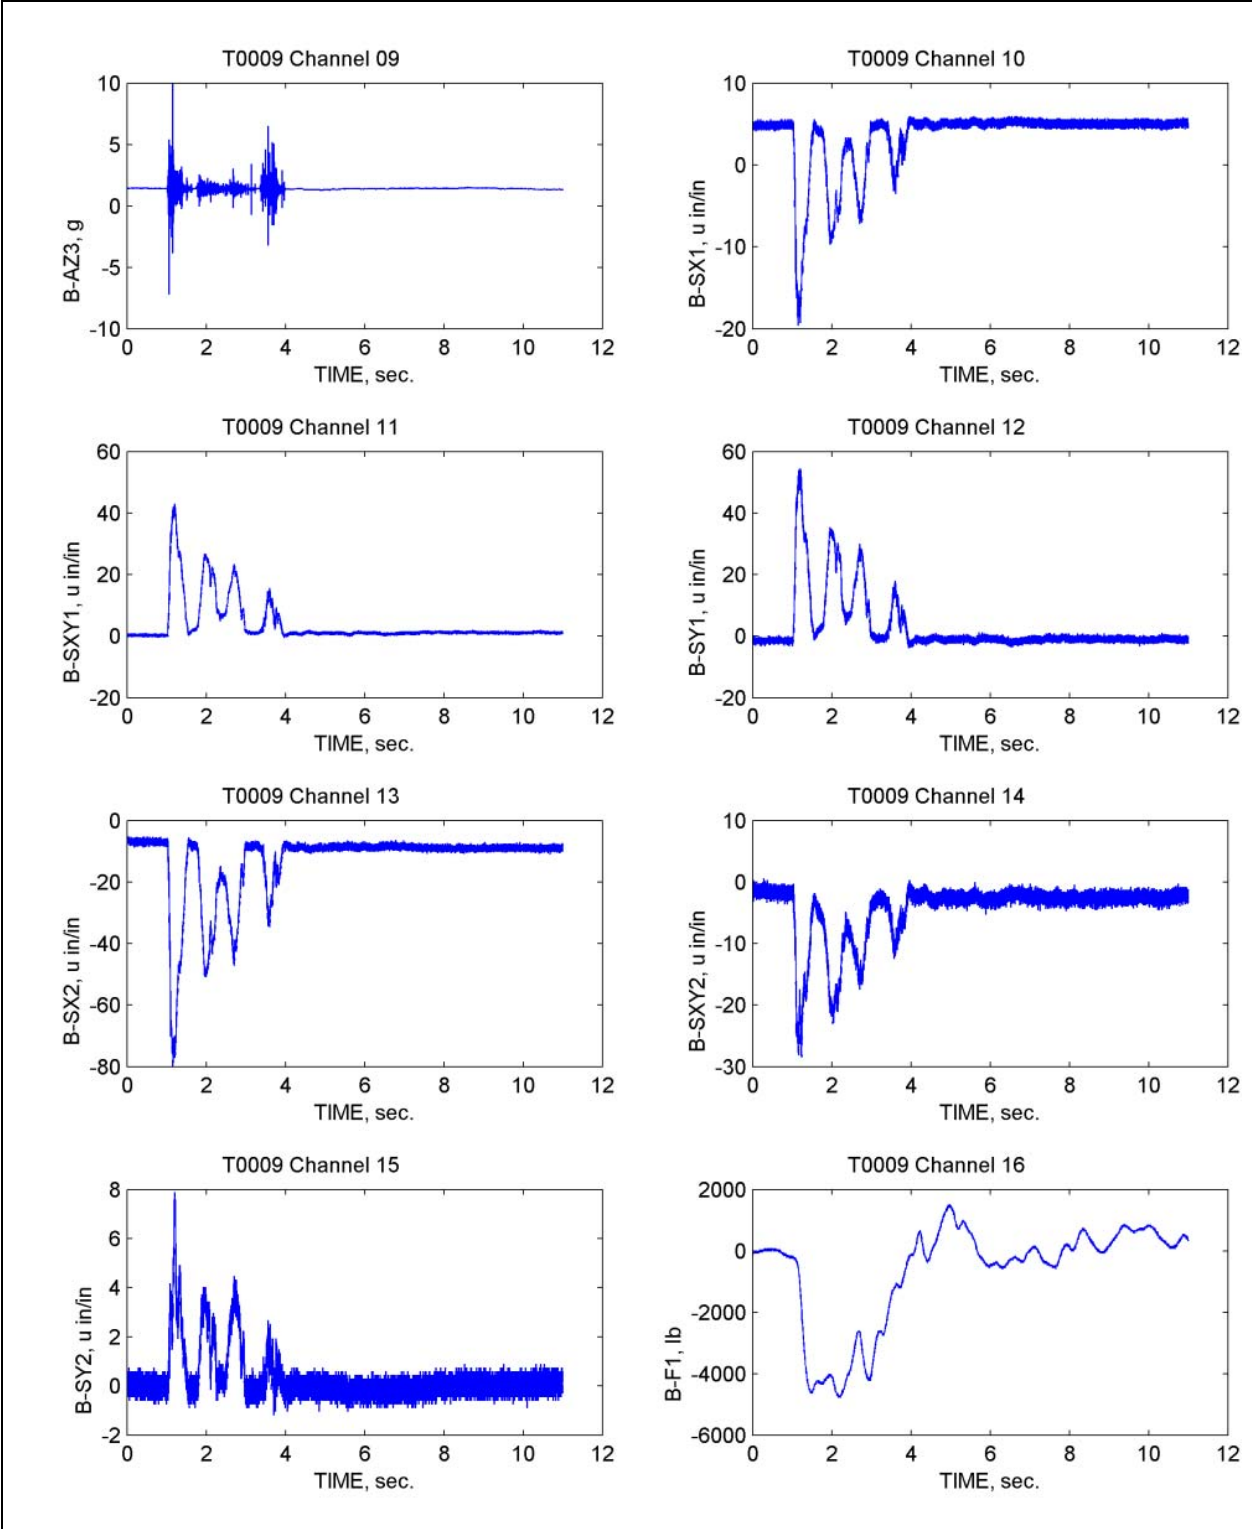 T0009 Channel 09
10
5
0
-5
-10
B-AZ3, g
0 2 4 6 8 10 12
TIME, sec.
T0009 Channel 10
10
0
-10
-20
B-SX1, u in/in
0 2 4 6 8 10 12
TIME, sec.
T0009 Channel 11
60
40
20
0
-20
B-SXY1, u in/in
0 2 4 6 8 10 12
TIME, sec.
T0009 Channel 12
60
40
20
0
-20
B-SY1, u in/in
0 2 4 6 8 10 12
TIME, sec.
T0009 Channel 13
0
-20
-40
-60
-80
B-SX2, u in/in
0 2 4 6 8 10 12
TIME, sec.
T0009 Channel 14
10
0
-10
-20
-30
B-SXY2, u in/in
0 2 4 6 8 10 12
TIME, sec.
T0009 Channel 15
8
6
4
2
0
-2
B-SY2, u in/in
0 2 4 6 8 10 12
TIME, sec.
T0009 Channel 16
2000
0
-2000
-4000
-6000
B-F1, lb
0 2 4 6 8 10 12
TIME, sec.